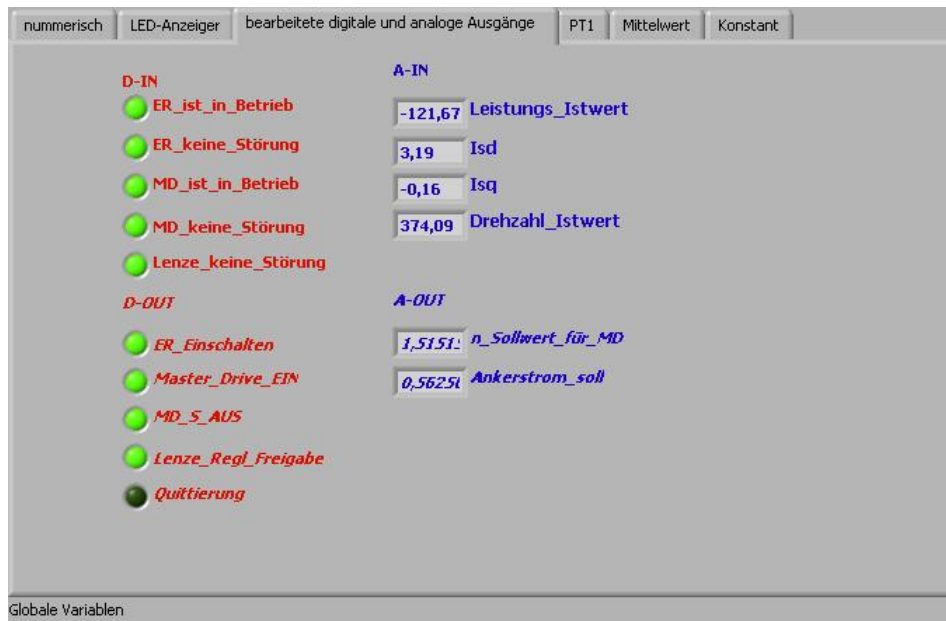 nummerisch LED-Anzeiger bearbeitete digitale und analoge Ausgänge PT1 Mittelwert Konstant
D-IN
ER_ist_in_Betrieb
ER_keine_Störung
MD_ist_in_Betrieb
MD_keine_Störung
Lenze_keine_Störung
D-OUT
ER_Einschalten
Master_Drive_EIN
MD_S_AUS
Lenze_Regl_Freigabe
Quittierung
A-IN
-121,67 Leistungs_Istwert
3,19 Isd
-0,16 Isq
374,09 Drehzahl_Istwert
A-OUT
n_Sollwert_für_MD
Ankerstrom_soll
Globale Variablen